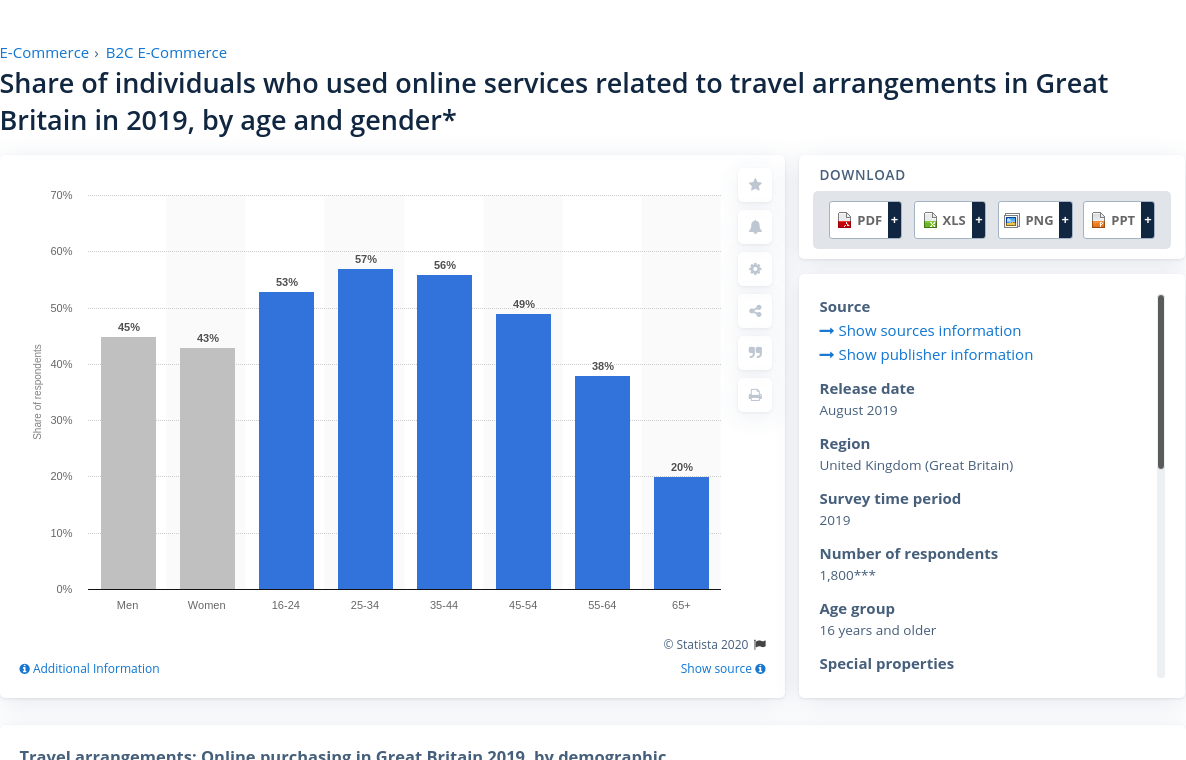 E-Commerce › B2C E-Commerce
Share of individuals who used online services related to travel arrangements in Great
Britain in 2019, by age and gender*
70%
60%
50%
40%
30%
20%
10%
0%
Share of respondents
45%
43%
53%
57%
56%
49%
38%
20%
Men
Women
16-24
25-34
35-44
45-54
55-64
65+
© Statista 2020
Additional Information
Show source
DOWNLOAD
PDF +
XLS +
PNG +
PPT +
Source
Show sources information
Show publisher information
Release date
August 2019
Region
United Kingdom (Great Britain)
Survey time period
2019
Number of respondents
1,800***
Age group
16 years and older
Special properties
Travel arrangements: Online purchasing in Great Britain 2019, by demographic